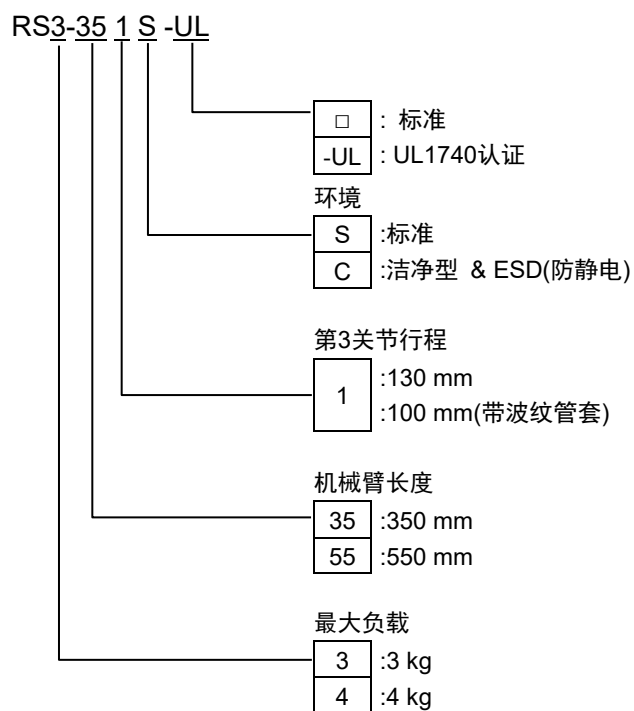 RS3-35 1 S -UL
□ : 标准
-UL : UL1740认证
环境
S :标准
C :洁净型 & ESD(防静电)
第3关节行程
1 :130 mm
:100 mm(带波纹管套)
机械臂长度
35 :350 mm
55 :550 mm
最大负载
3 :3 kg
4 :4 kg